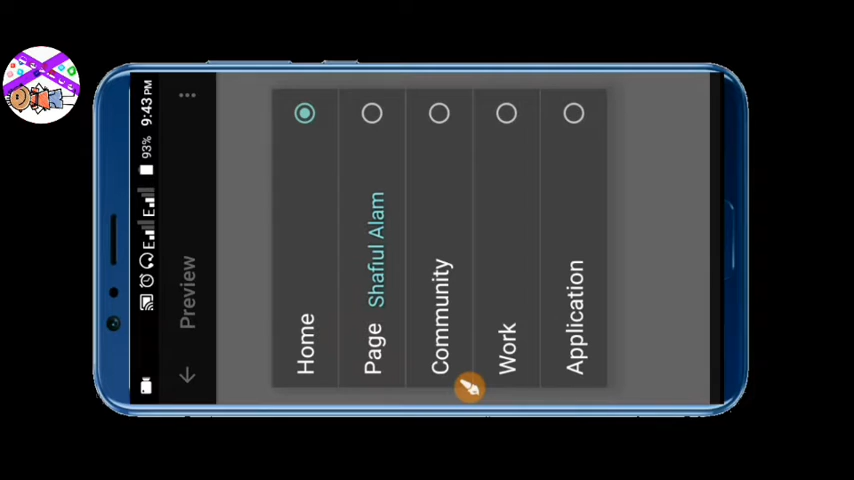 9:43 PM
93%
E
E
Preview
Home
Page Shafiul Alam
Community
Work
Application